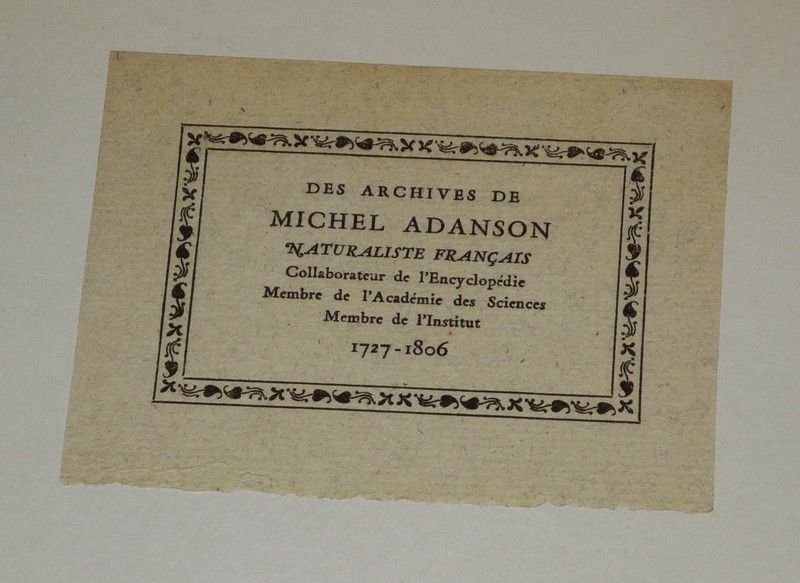 DES ARCHIVES DE
MICHEL ADANSON
NATURALISTE FRANÇAIS
Collaborateur de l'Encyclopédie
Membre de l'Académie des Sciences
Membre de l'Institut
1727-1806